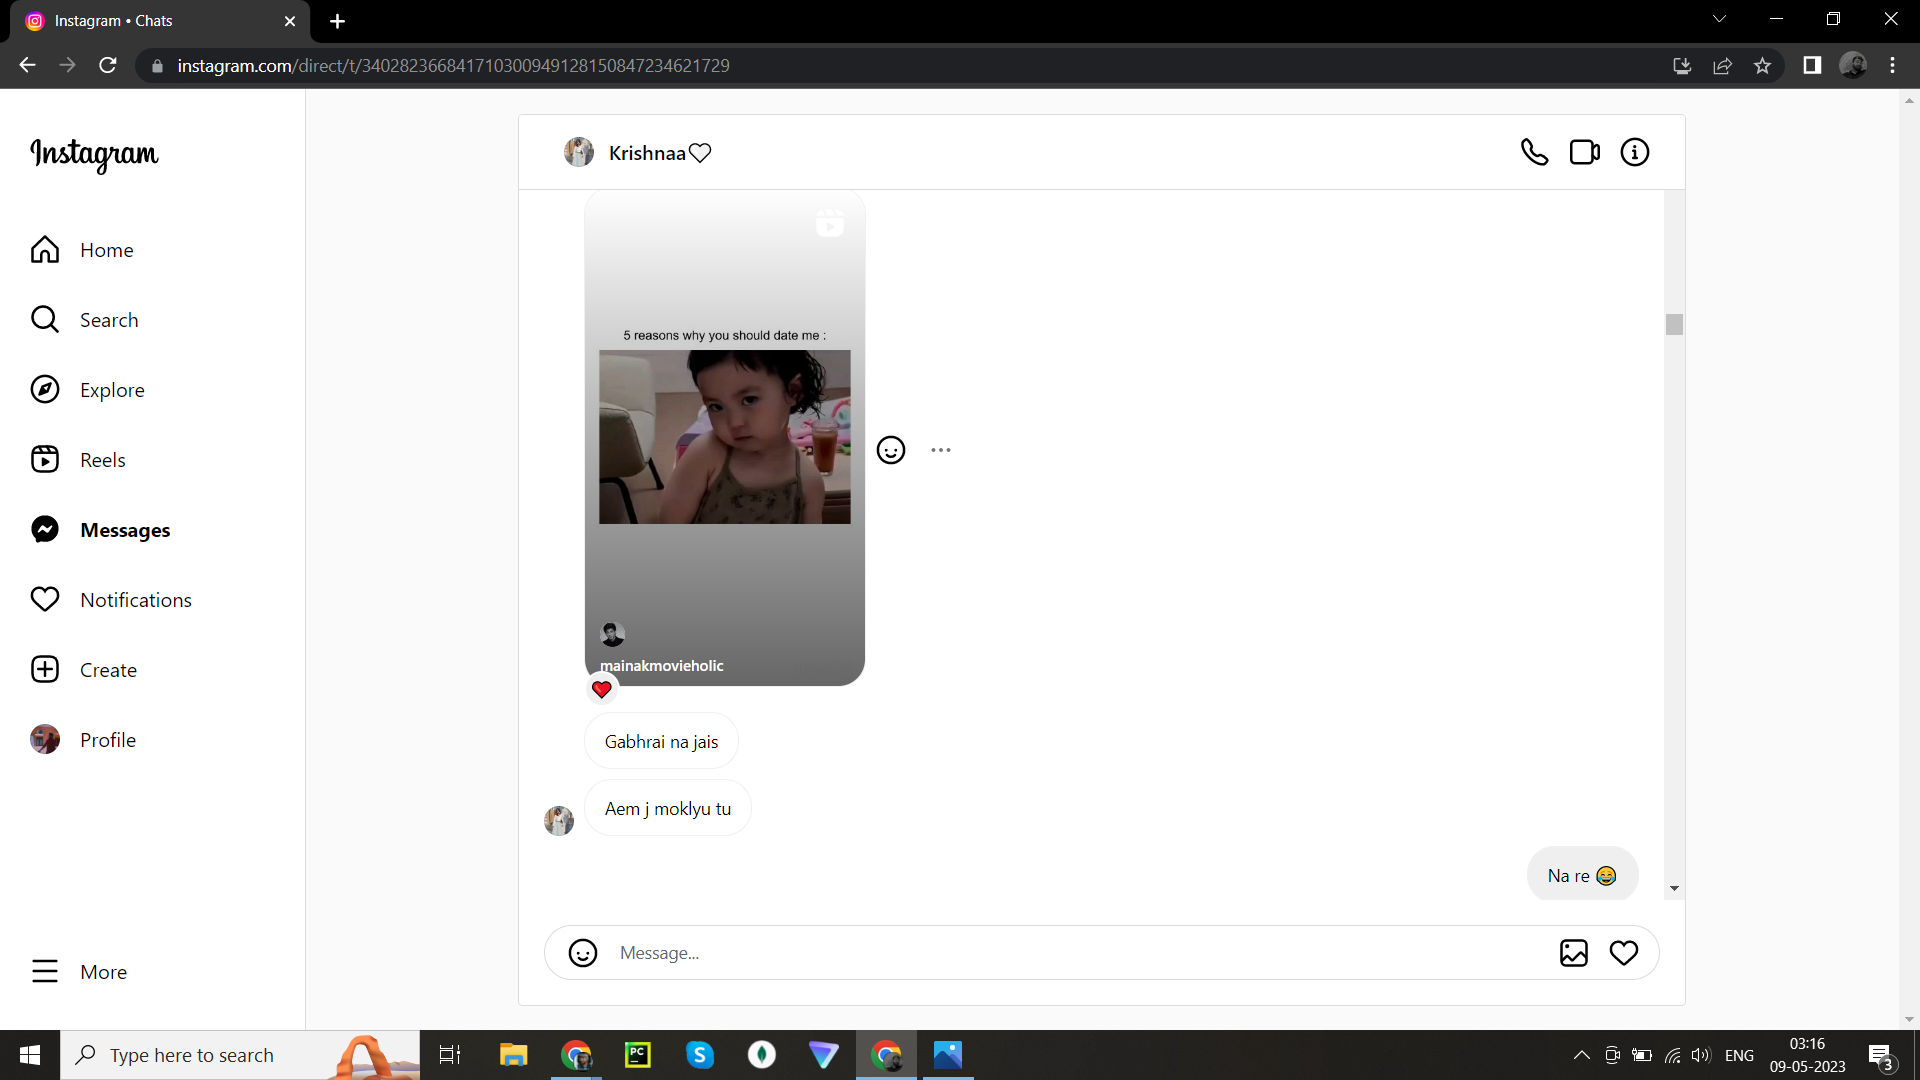 Instagram • Chats
instagram.com/direct/t/340282366841710300949128150847234621729
Instagram
Home
Search
Explore
Reels
Messages
Notifications
Create
Profile
More
Krishnaa♡
5 reasons why you should date me :
mainakmovieholic
❤️
Gabhrai na jais
Aem j moklyu tu
Na re 😂
Message...
Type here to search
PC
S
ENG
03:16
09-05-2023
3